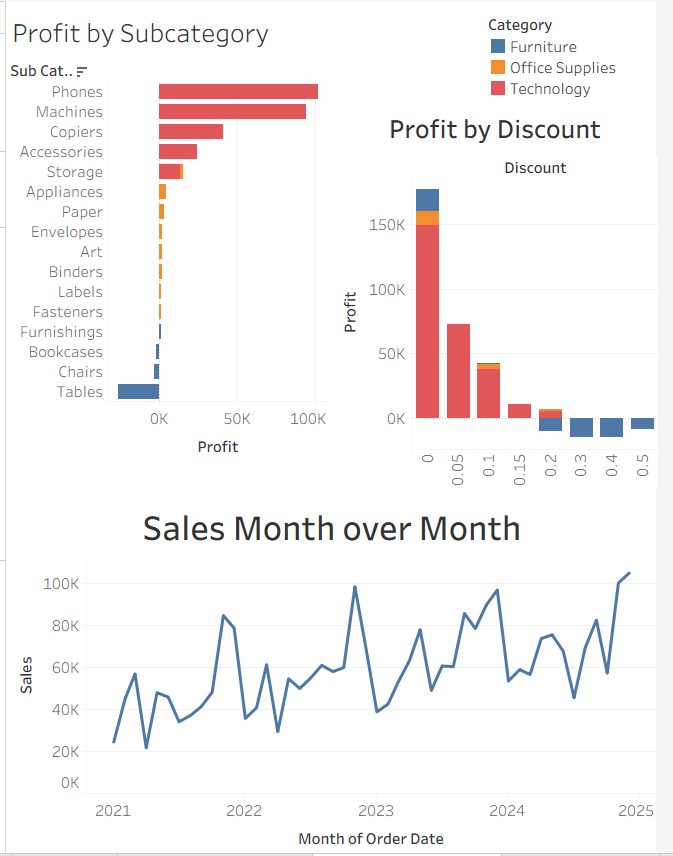 Profit by Subcategory
Category
Furniture
Office Supplies
Technology
Sub Cat..
Phones
Machines
Copiers
Accessories
Storage
Appliances
Paper
Envelopes
Art
Binders
Labels
Fasteners
Furnishings
Bookcases
Chairs
Tables
0K 50K 100K
Profit
Profit by Discount
Discount
150K
100K
50K
0K
Profit
0 0.05 0.1 0.15 0.2 0.3 0.4 0.5
Sales Month over Month
100K
80K
60K
40K
20K
0K
Sales
2021 2022 2023 2024 2025
Month of Order Date